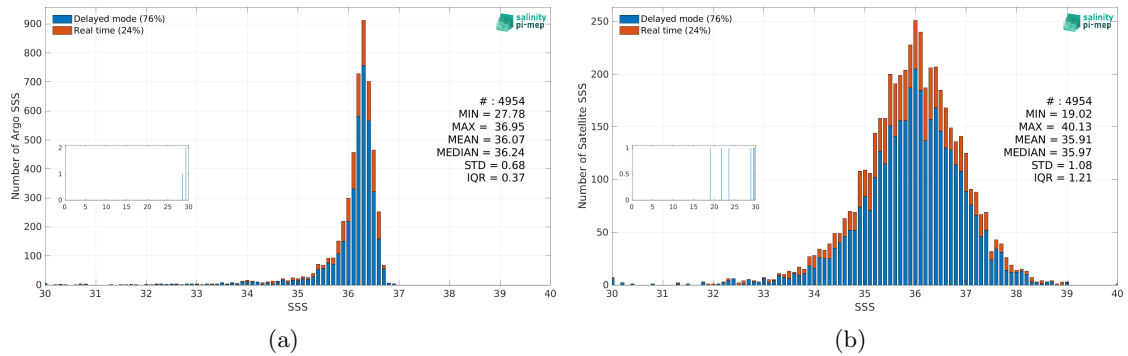 Delayed mode (76%)
Real time (24%)
salinity
pi-mep
900
800
700
600
500
400
300
200
100
0
Number of Argo SSS
# : 4954
MIN = 27.78
MAX = 36.95
MEAN = 36.07
MEDIAN = 36.24
STD = 0.68
IQR = 0.37
2
1
0
0 5 10 15 20 25 30
30 31 32 33 34 35 36 37 38 39 40
SSS
(a)
Delayed mode (76%)
Real time (24%)
salinity
pi-mep
250
200
150
100
50
0
Number of Satellite SSS
# : 4954
MIN = 19.02
MAX = 40.13
MEAN = 35.91
MEDIAN = 35.97
STD = 1.08
IQR = 1.21
1
0.5
0
0 5 10 15 20 25 30
30 31 32 33 34 35 36 37 38 39 40
SSS
(b)